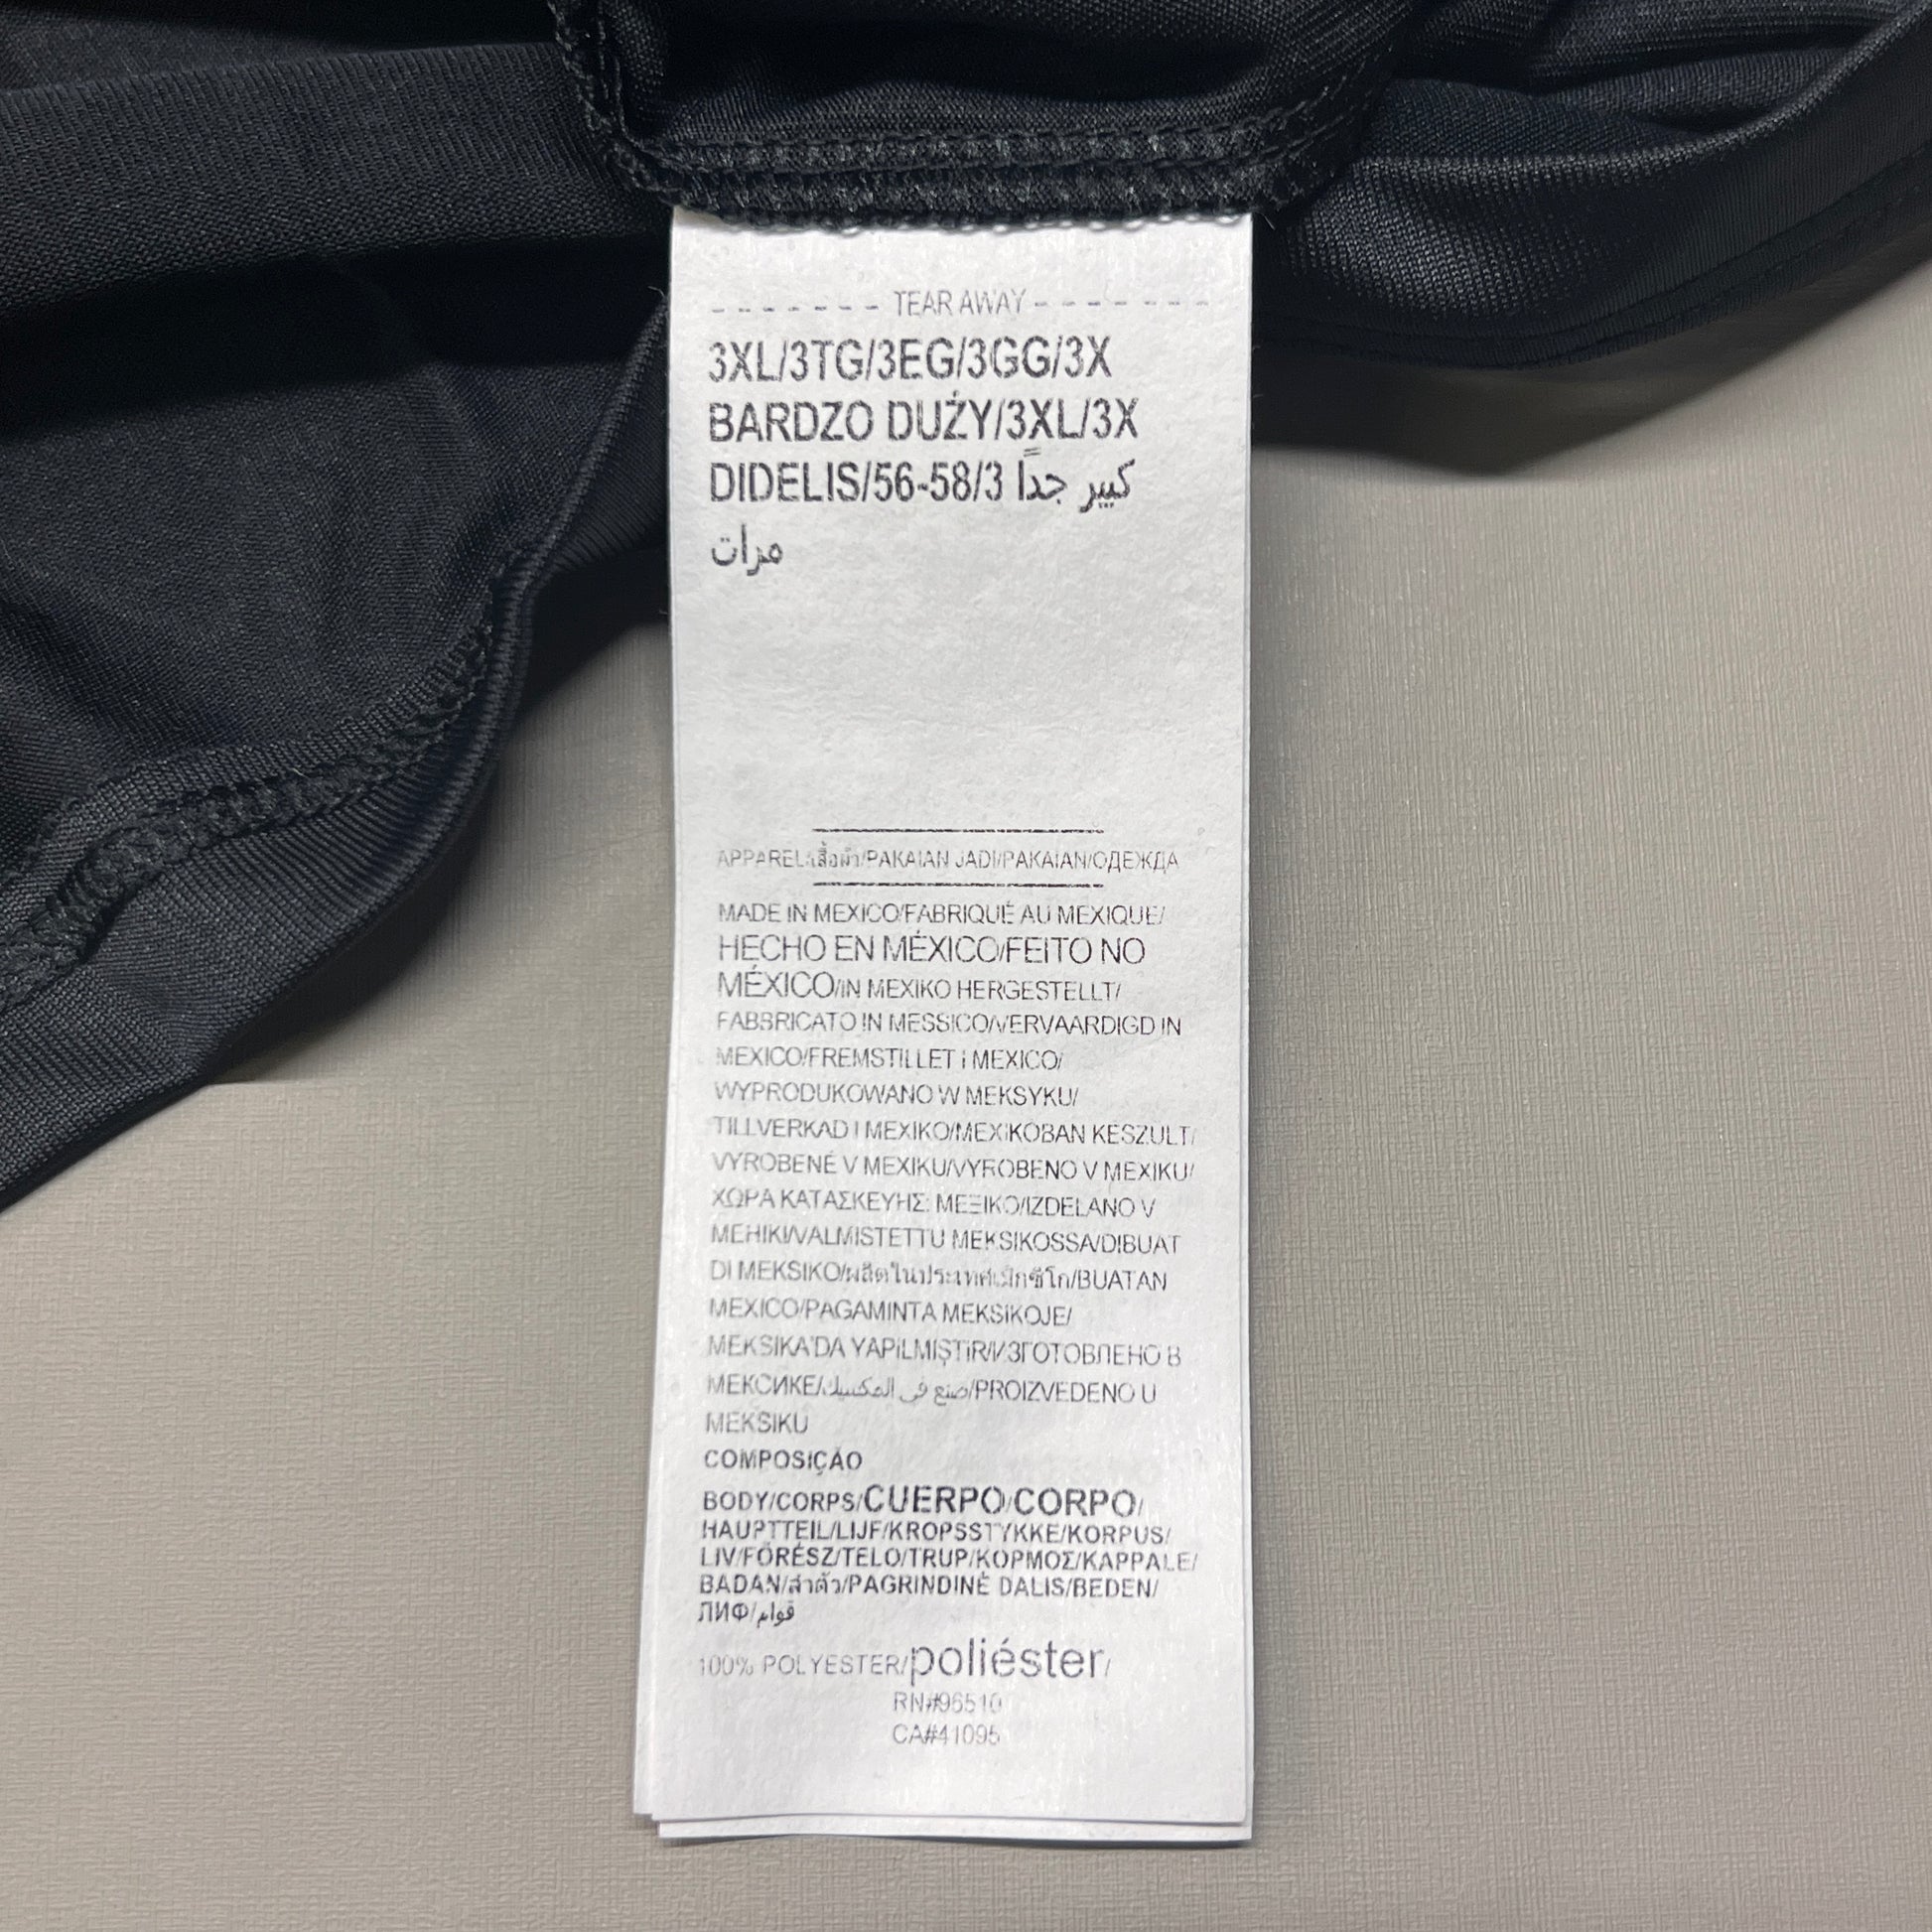 TEAR AWAY
3XL/3TG/3EG/3GG/3X
BARDZO DUŻY/3XL/3X
DIDELIS/56-58/3 كبير جداً
مرات
APPAREL/เสื้อผ้า/PAKAIAN JADI/PAKAIAN/ОДЕЖДА
MADE IN MEXICO/FABRIQUÉ AU MEXIQUE/
HECHO EN MÉXICO/FEITO NO
MÉXICO/IN MEXIKO HERGESTELLT/
FABBRICATO IN MESSICO/VERVAARDIGD IN
MEXICO/FREMSTILLET I MEXICO/
WYPRODUKOWANO W MEKSYKU/
TILLVERKAD I MEXIKO/MEXIKÓBAN KÉSZÜLT/
VYROBENÉ V MEXIKU/VYROBENO V MEXIKU/
ΧΩΡΑ ΚΑΤΑΣΚΕΥΗΣ: ΜΕΞΙΚΟ/IZDELANO V
MEHIKI/VALMISTETTU MEKSIKOSSA/DIBUAT
DI MEKSIKO/ผลิตในประเทศเม็กซิโก/BUATAN
MEXICO/PAGAMINTA MEKSIKOJE/
MEKSIKA'DA YAPILMIŞTIR/ИЗГОТОВЛЕНО В
МЕКСИКЕ/صنع في المكسيك/PROIZVEDENO U
MEKSIKU
COMPOSIÇÃO
BODY/CORPS/CUERPO/CORPO/
HAUPTTEIL/LIJF/KROPSSTYKKE/KORPUS/
LIV/FŐRÉSZ/TELO/TRUP/ΚΟΡΜΟΣ/KAPPALE/
BADAN/ลำตัว/PAGRINDINĖ DALIS/BEDEN/
ЛИФ/قوام
100% POLYESTER/poliéster/
RN#96510
CA#41095